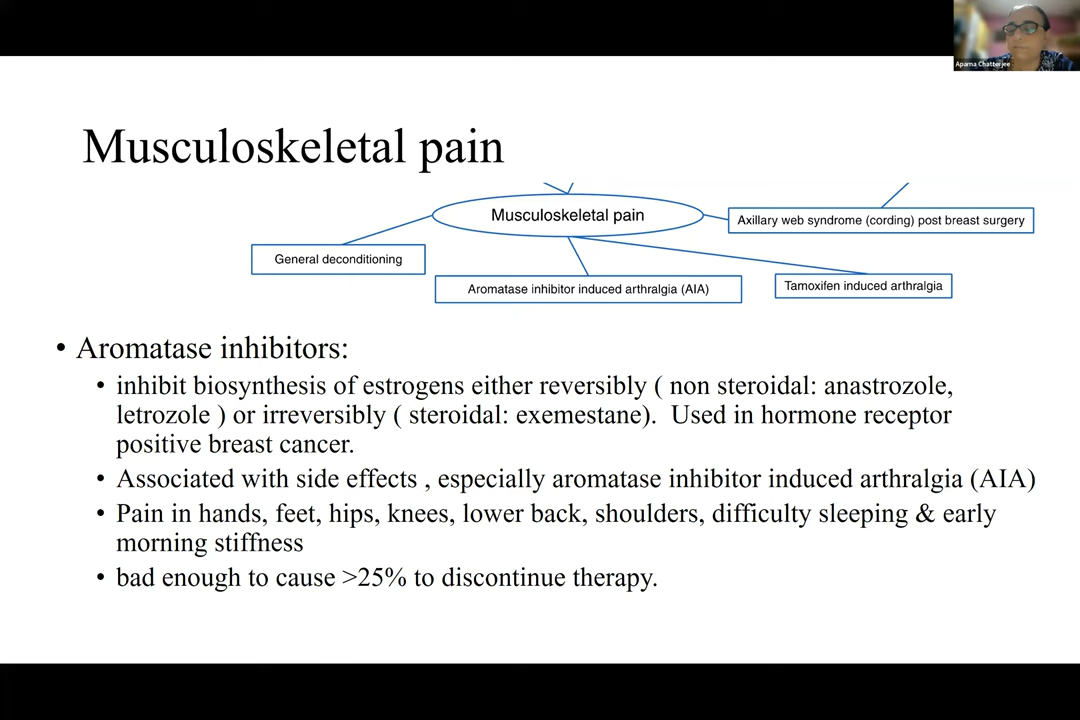 Aparna Chatterjee
Musculoskeletal pain
Musculoskeletal pain
Axillary web syndrome (cording) post breast surgery
General deconditioning
Aromatase inhibitor induced arthralgia (AIA)
Tamoxifen induced arthralgia
• Aromatase inhibitors:
• inhibit biosynthesis of estrogens either reversibly ( non steroidal: anastrozole,
letrozole ) or irreversibly ( steroidal: exemestane).  Used in hormone receptor
positive breast cancer.
• Associated with side effects , especially aromatase inhibitor induced arthralgia (AIA)
• Pain in hands, feet, hips, knees, lower back, shoulders, difficulty sleeping & early
morning stiffness
• bad enough to cause >25% to discontinue therapy.